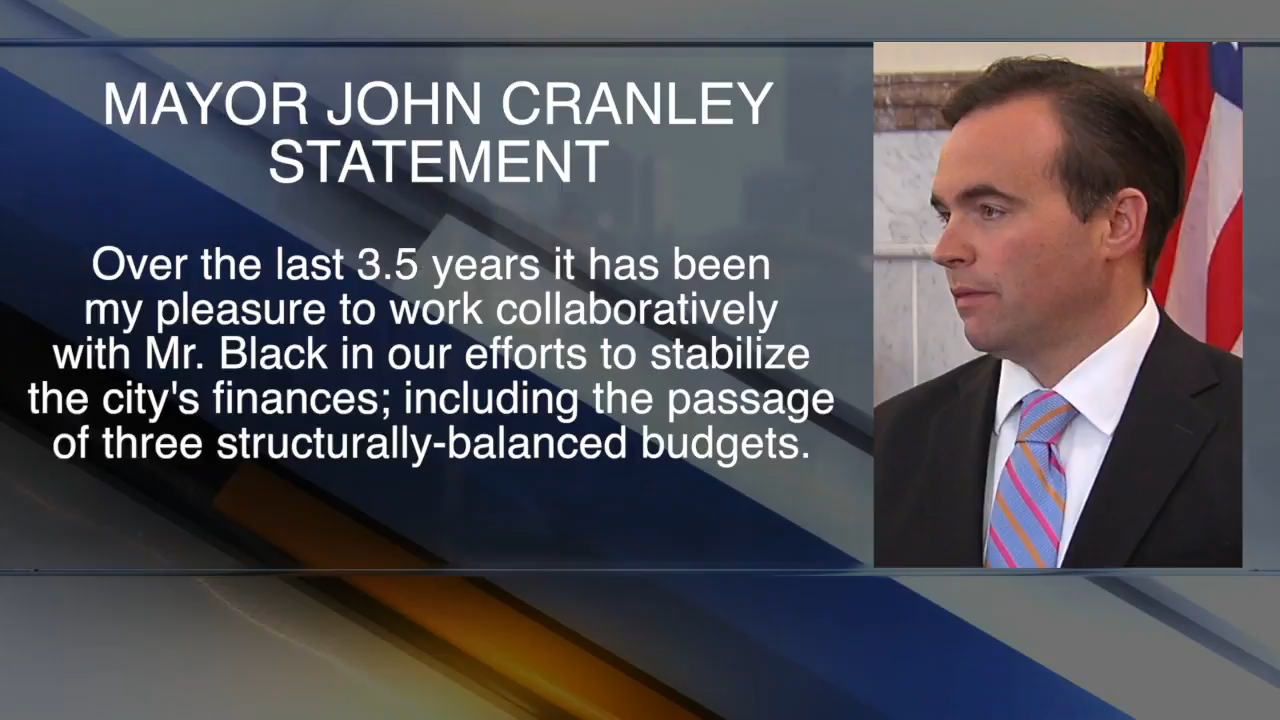 MAYOR JOHN CRANLEY
STATEMENT
Over the last 3.5 years it has been
my pleasure to work collaboratively
with Mr. Black in our efforts to stabilize
the city's finances; including the passage
of three structurally-balanced budgets.